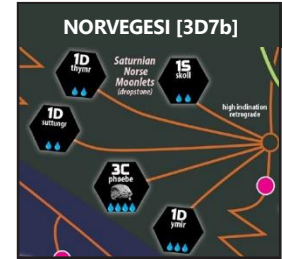 NORVEGESI [3D7b]
1D
thymr
Saturnian
Norse
Moonlets
(dropstone)
1S
skoll
high inclination
retrograde
1D
suttungr
3C
phoebe
1D
ymir